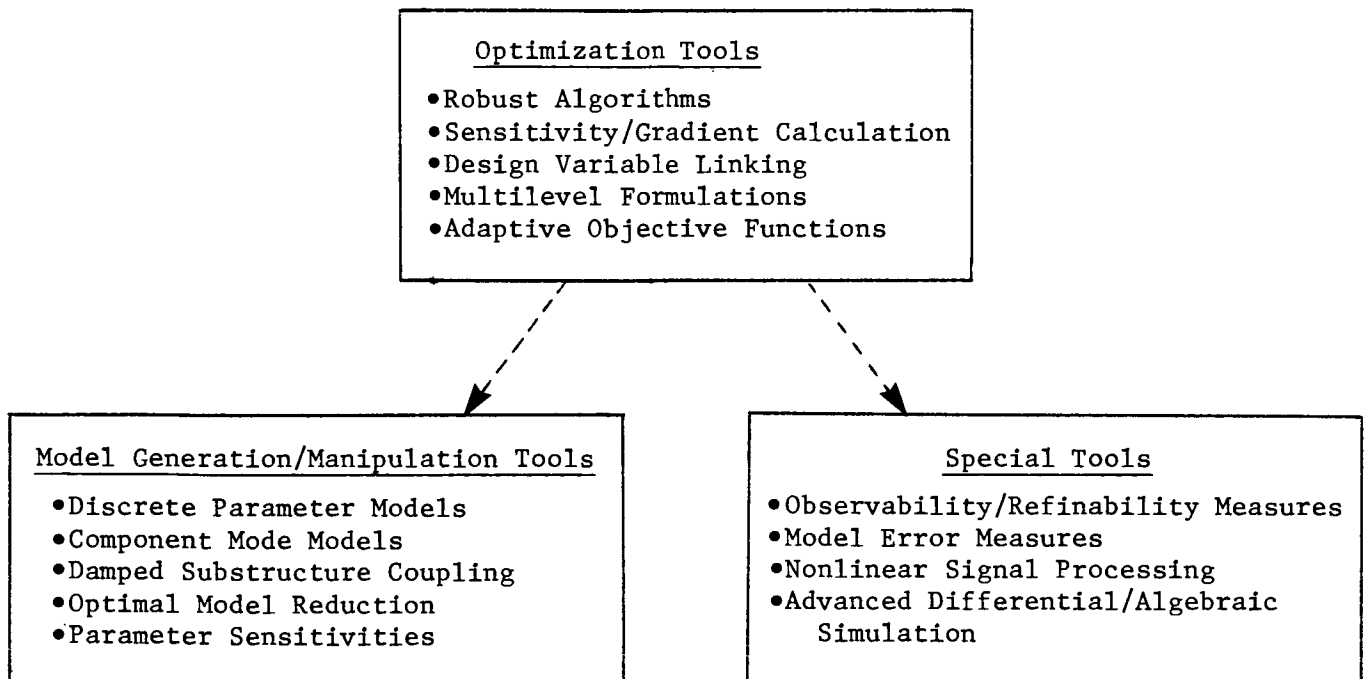 Optimization Tools
•Robust Algorithms
•Sensitivity/Gradient Calculation
•Design Variable Linking
•Multilevel Formulations
•Adaptive Objective Functions
Model Generation/Manipulation Tools
•Discrete Parameter Models
•Component Mode Models
•Damped Substructure Coupling
•Optimal Model Reduction
•Parameter Sensitivities
Special Tools
•Observability/Refinability Measures
•Model Error Measures
•Nonlinear Signal Processing
•Advanced Differential/Algebraic
Simulation